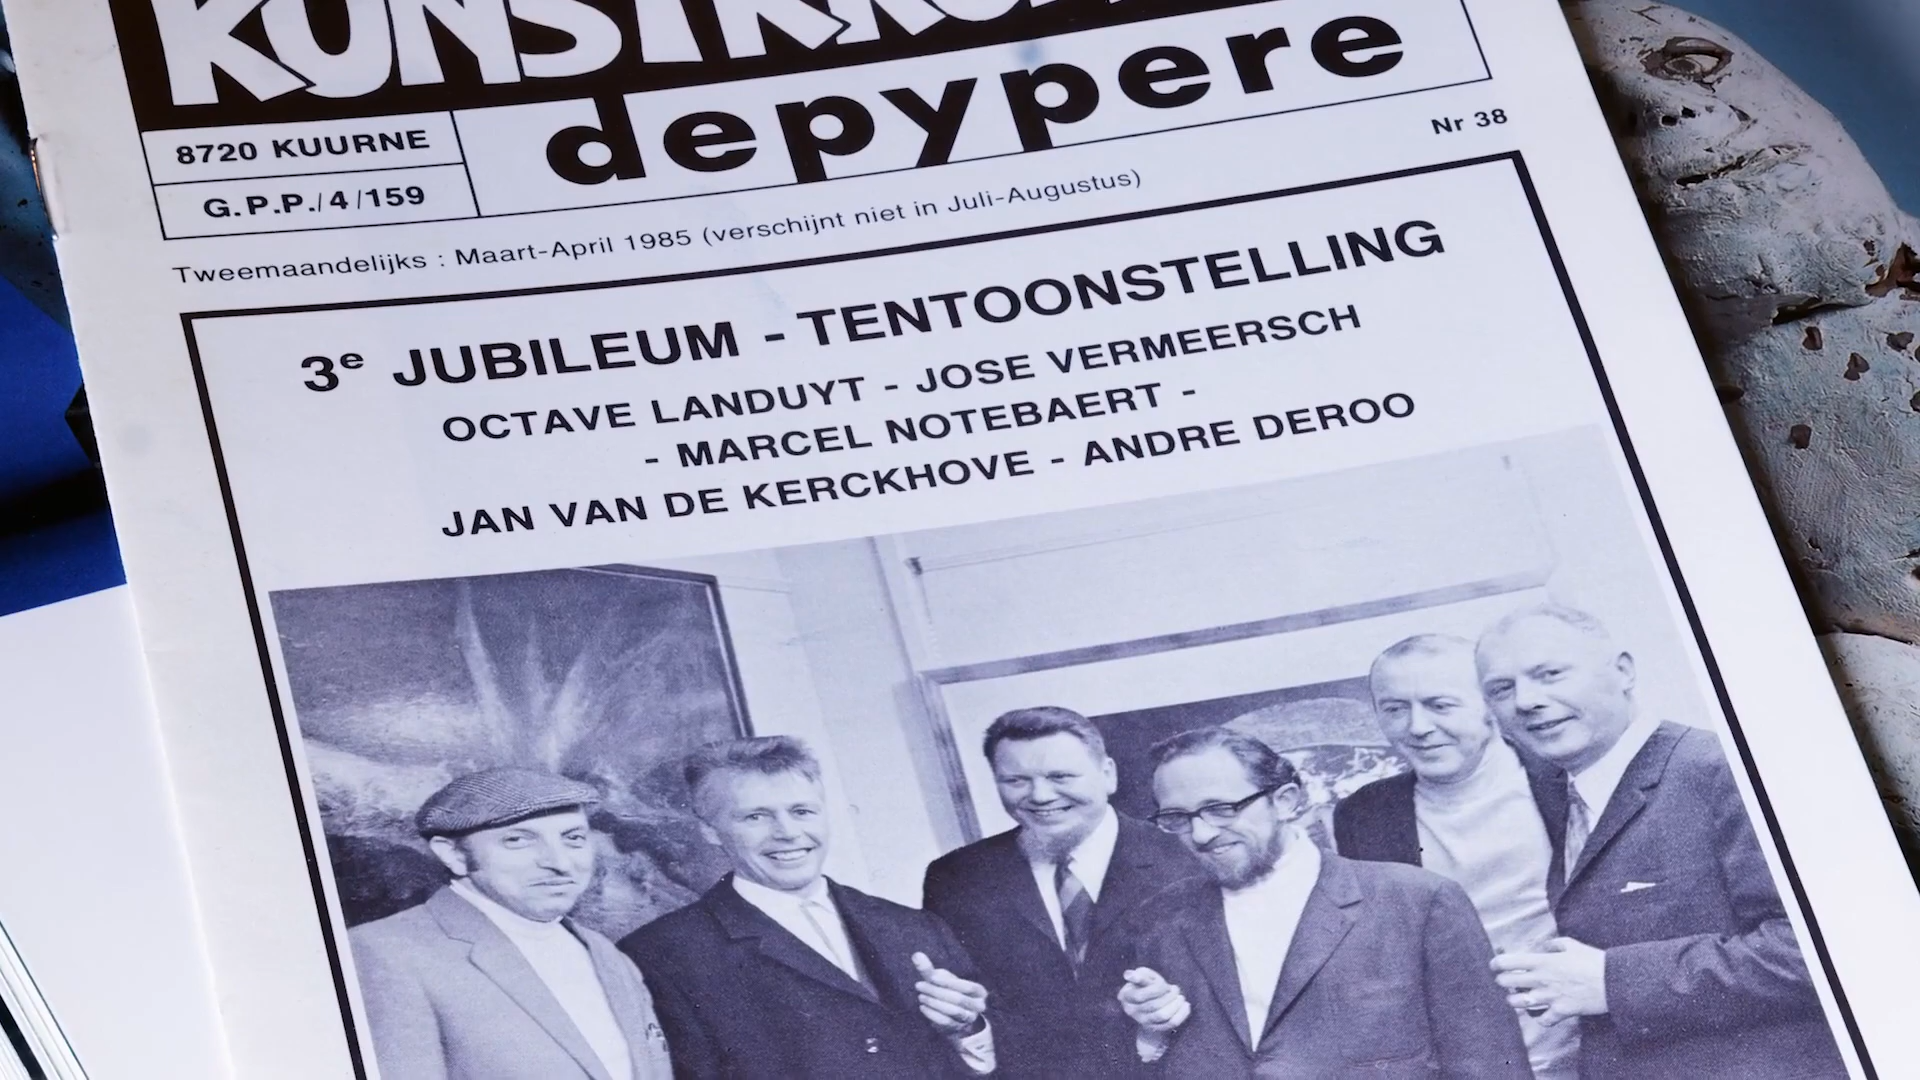 depypere
8720 KUURNE
G.P.P./4/159
Nr 38
Tweemaandelijks : Maart-April 1985 (verschijnt niet in Juli-Augustus)
3e JUBILEUM - TENTOONSTELLING
OCTAVE LANDUYT - JOSE VERMEERSCH
- MARCEL NOTEBAERT -
JAN VAN DE KERCKHOVE - ANDRE DEROO